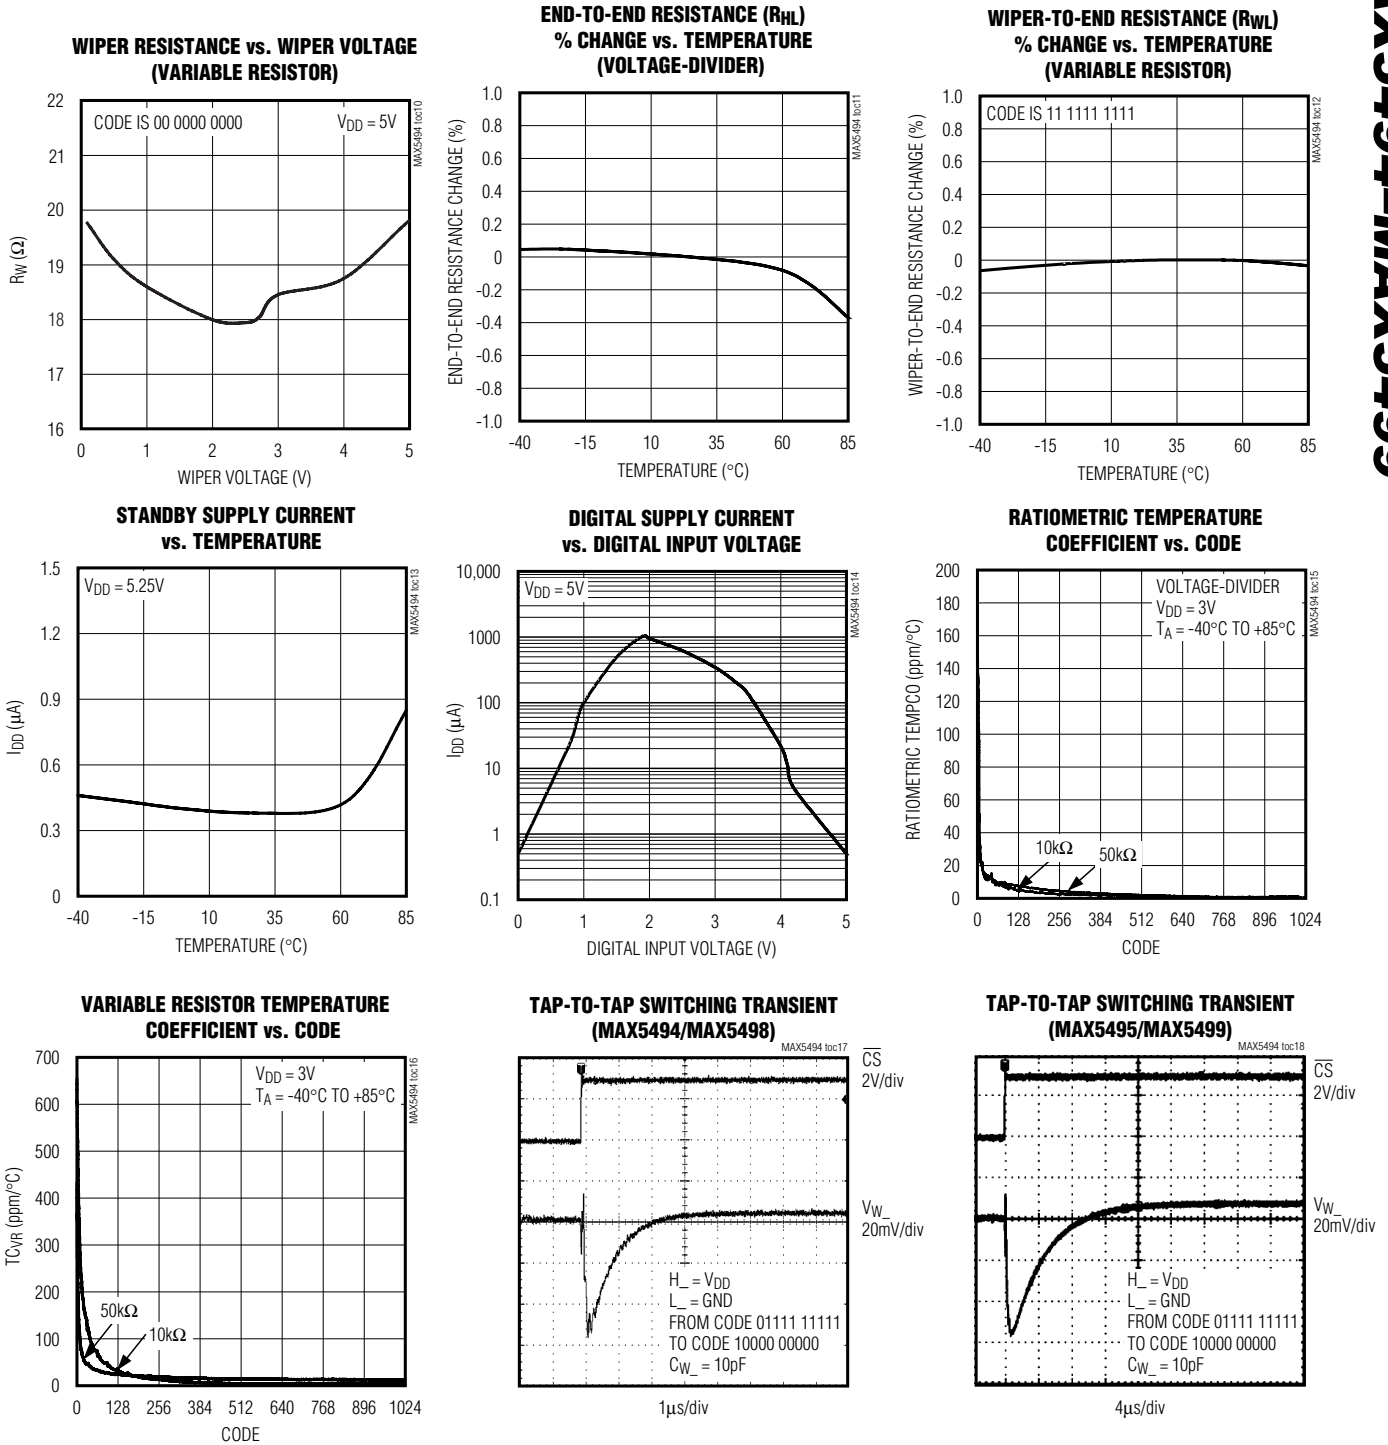 WIPER RESISTANCE vs. WIPER VOLTAGE
(VARIABLE RESISTOR)
CODE IS 00 0000 0000
VDD = 5V
MAX5494 toc10
RW (Ω)
22
21
20
19
18
17
16
0 1 2 3 4 5
WIPER VOLTAGE (V)
END-TO-END RESISTANCE (RHL)
% CHANGE vs. TEMPERATURE
(VOLTAGE-DIVIDER)
MAX5494 toc11
END-TO-END RESISTANCE CHANGE (%)
1.0
0.8
0.6
0.4
0.2
0
-0.2
-0.4
-0.6
-0.8
-1.0
-40 -15 10 35 60 85
TEMPERATURE (°C)
WIPER-TO-END RESISTANCE (RWL)
% CHANGE vs. TEMPERATURE
(VARIABLE RESISTOR)
CODE IS 11 1111 1111
MAX5494 toc12
WIPER-TO-END RESISTANCE CHANGE (%)
1.0
0.8
0.6
0.4
0.2
0
-0.2
-0.4
-0.6
-0.8
-1.0
-40 -15 10 35 60 85
TEMPERATURE (°C)
STANDBY SUPPLY CURRENT
vs. TEMPERATURE
VDD = 5.25V
MAX5494 toc13
IDD (µA)
1.5
1.2
0.9
0.6
0.3
0
-40 -15 10 35 60 85
TEMPERATURE (°C)
DIGITAL SUPPLY CURRENT
vs. DIGITAL INPUT VOLTAGE
VDD = 5V
MAX5494 toc14
IDD (µA)
10,000
1000
100
10
1
0.1
0 1 2 3 4 5
DIGITAL INPUT VOLTAGE (V)
RATIOMETRIC TEMPERATURE
COEFFICIENT vs. CODE
VOLTAGE-DIVIDER
VDD = 3V
TA = -40°C TO +85°C
MAX5494 toc15
RATIOMETRIC TEMPCO (ppm/°C)
200
180
160
140
120
100
80
60
40
20
0
10kΩ
50kΩ
0 128 256 384 512 640 768 896 1024
CODE
VARIABLE RESISTOR TEMPERATURE
COEFFICIENT vs. CODE
VDD = 3V
TA = -40°C TO +85°C
MAX5494 toc16
TCVR (ppm/°C)
700
600
500
400
300
200
100
0
50kΩ
10kΩ
0 128 256 384 512 640 768 896 1024
CODE
TAP-TO-TAP SWITCHING TRANSIENT
(MAX5494/MAX5498)
MAX5494 toc17
CS
2V/div
VW_
20mV/div
H_ = VDD
L_ = GND
FROM CODE 01111 11111
TO CODE 10000 00000
CW_ = 10pF
1µs/div
TAP-TO-TAP SWITCHING TRANSIENT
(MAX5495/MAX5499)
MAX5494 toc18
CS
2V/div
VW_
20mV/div
H_ = VDD
L_ = GND
FROM CODE 01111 11111
TO CODE 10000 00000
CW_ = 10pF
4µs/div